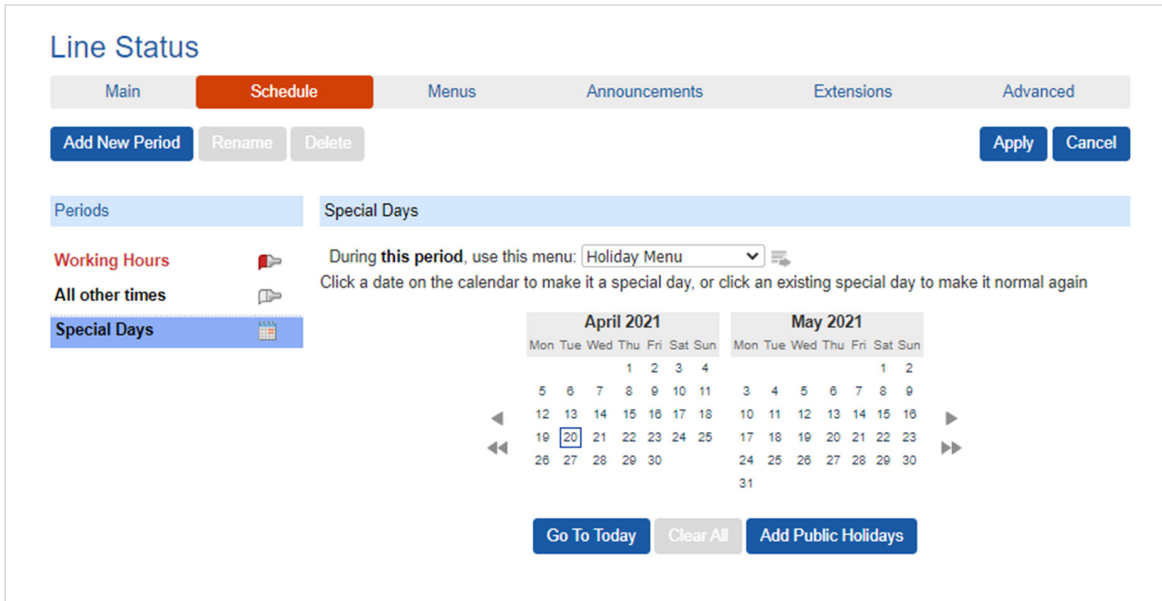 Line Status
Main Schedule Menus Announcements Extensions Advanced
Add New Period Rename Delete Apply Cancel
Periods
Special Days
Working Hours
All other times
Special Days
During this period, use this menu: Holiday Menu
Click a date on the calendar to make it a special day, or click an existing special day to make it normal again
April 2021
Mon Tue Wed Thu Fri Sat Sun
1 2 3 4
5 6 7 8 9 10 11
12 13 14 15 16 17 18
19 20 21 22 23 24 25
26 27 28 29 30
May 2021
Mon Tue Wed Thu Fri Sat Sun
1 2
3 4 5 6 7 8 9
10 11 12 13 14 15 16
17 18 19 20 21 22 23
24 25 26 27 28 29 30
31
Go To Today Clear All Add Public Holidays